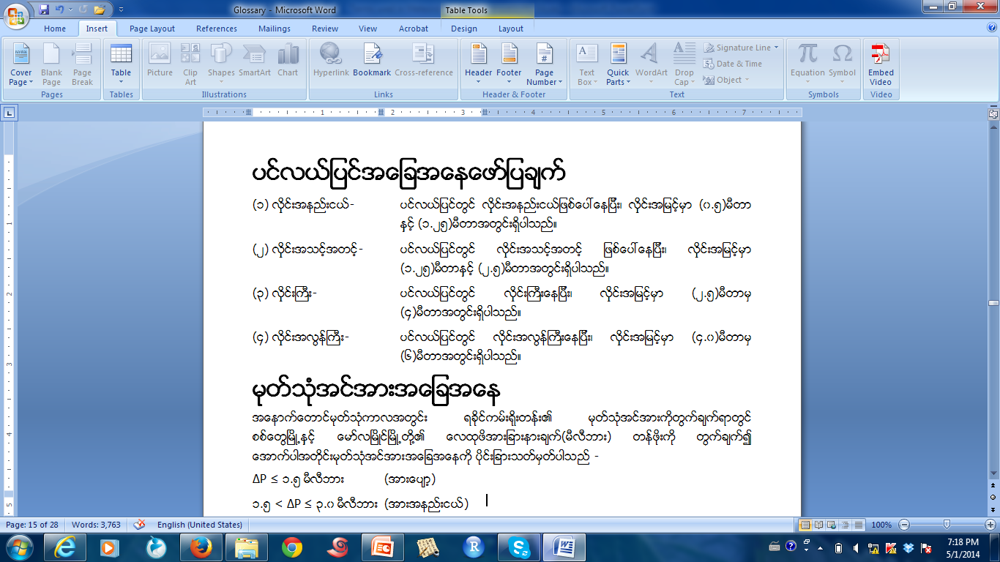 Glossary - Microsoft Word
Table Tools
Home Insert Page Layout References Mailings Review View Acrobat Design Layout
Cover Page Blank Page Page Break Table Picture Clip Art Shapes SmartArt Chart Hyperlink Bookmark Cross-reference Header Footer Page Number Text Box Quick Parts WordArt Drop Cap Signature Line Date & Time Object Equation Symbol Embed Video
Pages Tables Illustrations Links Header & Footer Text Symbols Video
1 2 3 4 5 6 7
ပင်လယ်ပြင်အခြေအနေဖော်ပြချက်
(၁) လှိုင်းအနည်းငယ်- ပင်လယ်ပြင်တွင် လှိုင်းအနည်းငယ်ဖြစ်ပေါ်နေပြီး၊ လှိုင်းအမြင့်မှာ (၀.၅)မီတာ
နှင့် (၁.၂၅)မီတာအတွင်းရှိပါသည်။
(၂) လှိုင်းအသင့်အတင့်- ပင်လယ်ပြင်တွင် လှိုင်းအသင့်အတင့် ဖြစ်ပေါ်နေပြီး၊ လှိုင်းအမြင့်မှာ
(၁.၂၅)မီတာနှင့် (၂.၅)မီတာအတွင်းရှိပါသည်။
(၃) လှိုင်းကြီး- ပင်လယ်ပြင်တွင် လှိုင်းကြီးနေပြီး၊ လှိုင်းအမြင့်မှာ (၂.၅)မီတာမှ
(၄)မီတာအတွင်းရှိပါသည်။
(၄) လှိုင်းအလွန်ကြီး- ပင်လယ်ပြင်တွင် လှိုင်းအလွန်ကြီးနေပြီး၊ လှိုင်းအမြင့်မှာ (၄.၀)မီတာမှ
(၆)မီတာအတွင်းရှိပါသည်။
မုတ်သုံအင်အားအခြေအနေ
အနောက်တောင်မုတ်သုံကာလအတွင်း ရခိုင်ကမ်းရိုးတန်း၏ မုတ်သုံအင်အားကိုတွက်ချက်ရာတွင်
စစ်တွေမြို့နှင့် မော်လမြိုင်မြို့တို့၏ လေထုဖိအားခြားနားချက်(မီလီဘား) တန်ဖိုးကို တွက်ချက်၍
အောက်ပါအတိုင်းမုတ်သုံအင်အားအခြေအနေကို ပိုင်းခြားသတ်မှတ်ပါသည် -
ΔP ≤ ၁.၅ မီလီဘား (အားပျော့)
၁.၅ < ΔP ≤ ၃.၀ မီလီဘား (အားအနည်းငယ်)
Page: 15 of 28 Words: 3,763 English (United States) 100%
7:18 PM
5/1/2014